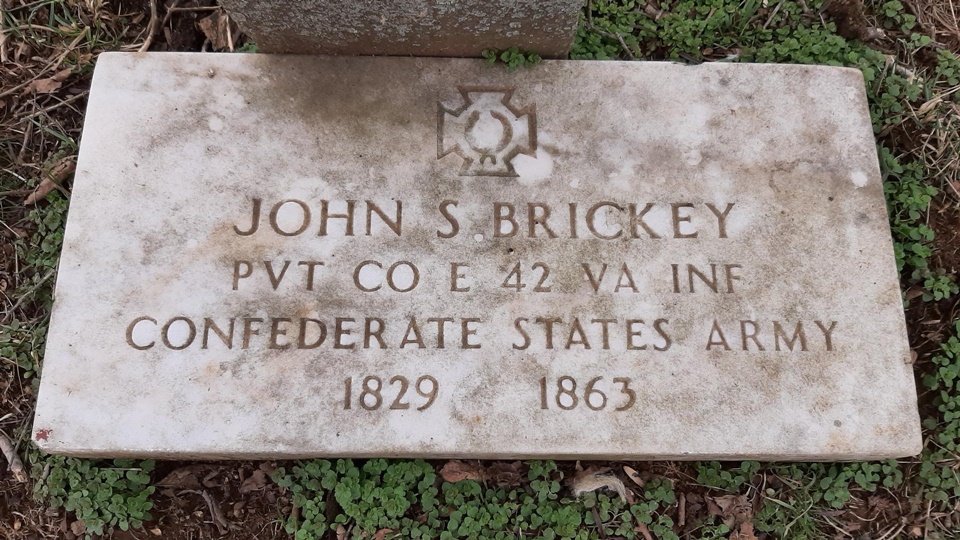 JOHN S BRICKEY
PVT CO E 42 VA INF
CONFEDERATE STATES ARMY
1829 1863